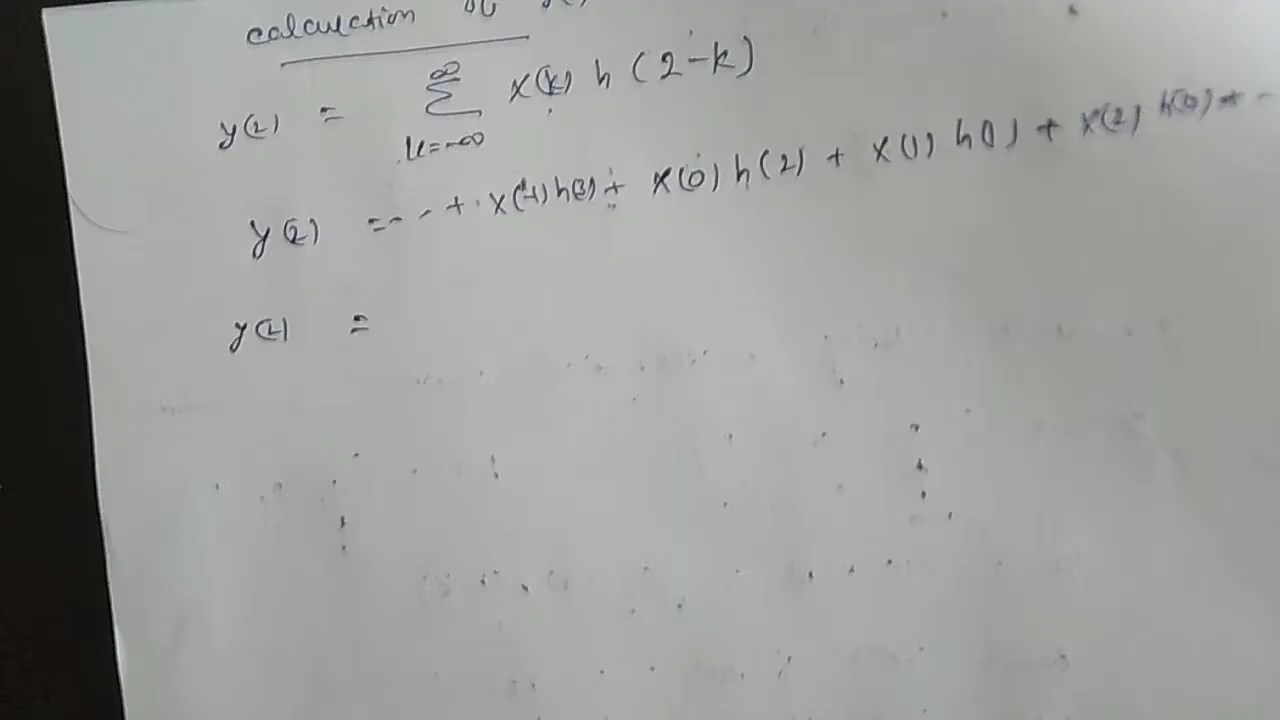 calculation
y(2) = ∞ Σ k=-∞ x(k) h (2-k)
y(2) = -- - + . x(-1) h(3) + x(0) h(2) + x(1) h(1) + x(2) h(0) + -
y(2) =